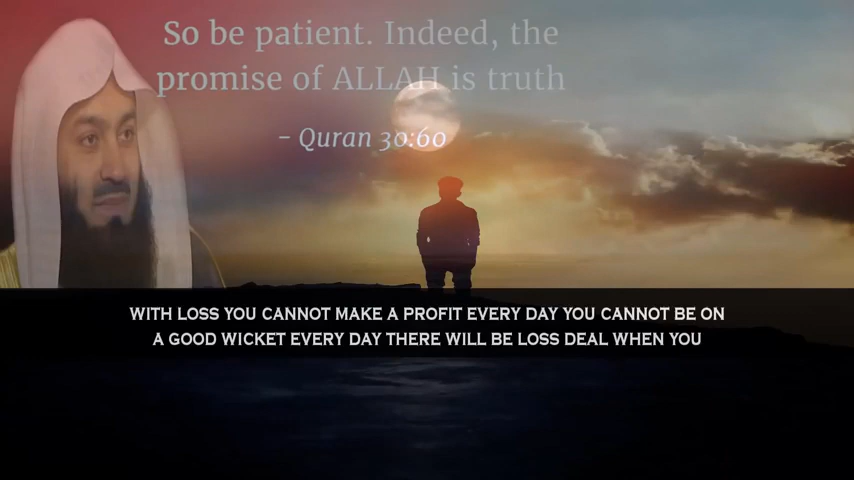 So be patient. Indeed, the
promise of ALLAH is truth
- Quran 30:60
WITH LOSS YOU CANNOT MAKE A PROFIT EVERY DAY YOU CANNOT BE ON
A GOOD WICKET EVERY DAY THERE WILL BE LOSS DEAL WHEN YOU